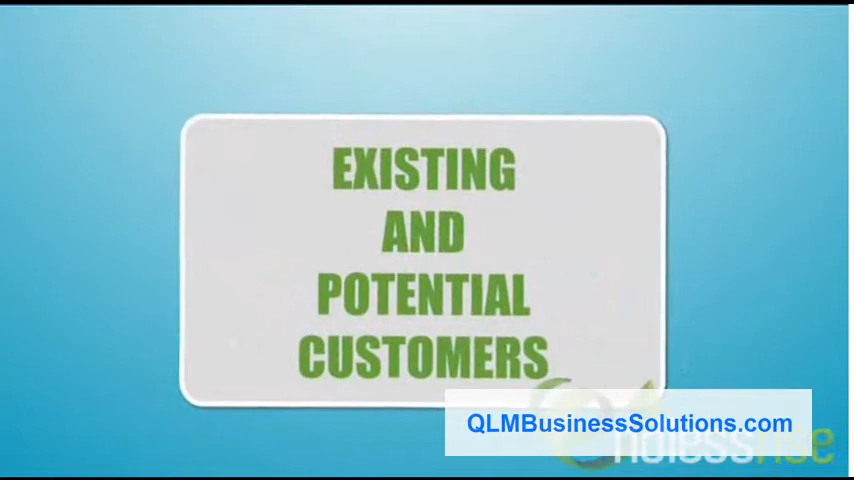 EXISTING
AND
POTENTIAL
CUSTOMERS
QLMBusinessSolutions.com